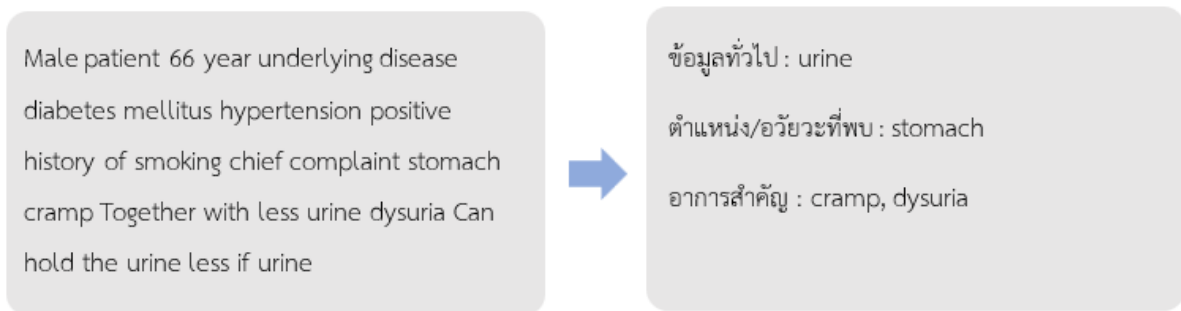 Male patient 66 year underlying disease
diabetes mellitus hypertension positive
history of smoking chief complaint stomach
cramp Together with less urine dysuria Can
hold the urine less if urine
ข้อมูลทั่วไป : urine
ตำแหน่ง/อวัยวะที่พบ : stomach
อาการสำคัญ : cramp, dysuria